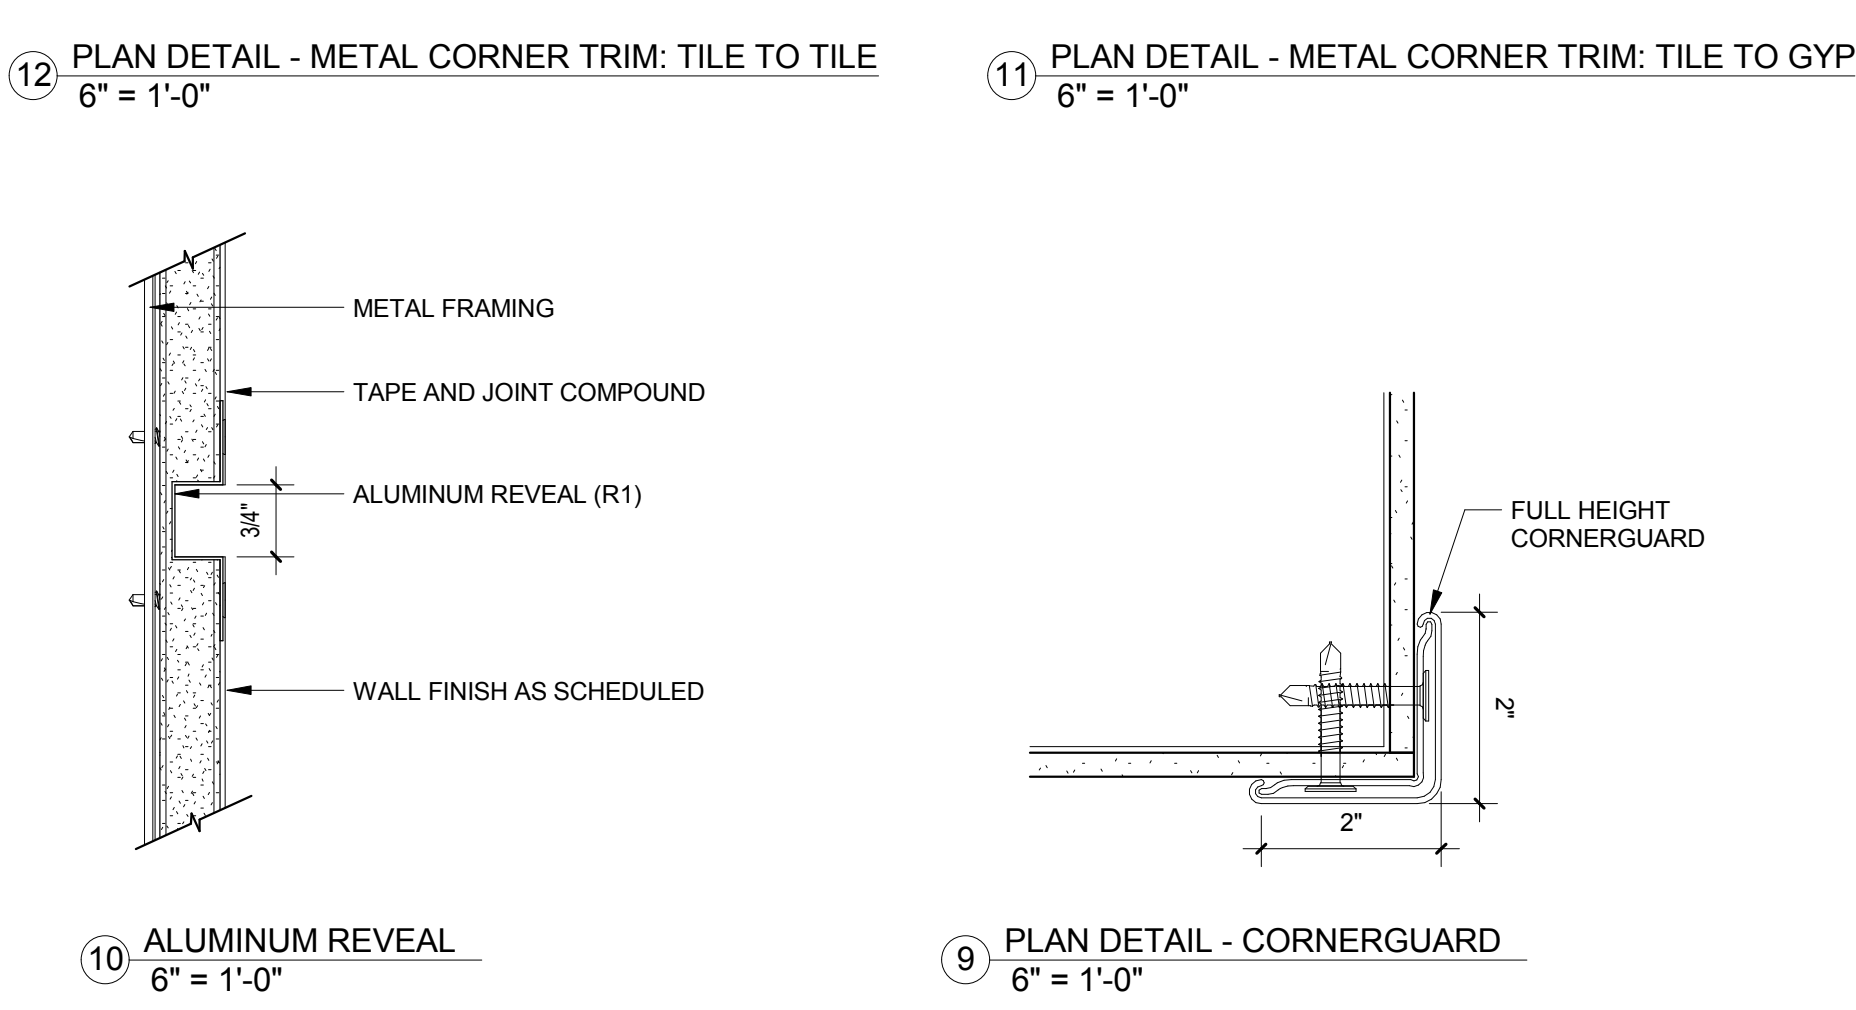 12 PLAN DETAIL - METAL CORNER TRIM: TILE TO TILE
6" = 1'-0"
11 PLAN DETAIL - METAL CORNER TRIM: TILE TO GYP
6" = 1'-0"
METAL FRAMING
TAPE AND JOINT COMPOUND
ALUMINUM REVEAL (R1)
3/4"
WALL FINISH AS SCHEDULED
10 ALUMINUM REVEAL
6" = 1'-0"
FULL HEIGHT
CORNERGUARD
2"
2"
9 PLAN DETAIL - CORNERGUARD
6" = 1'-0"